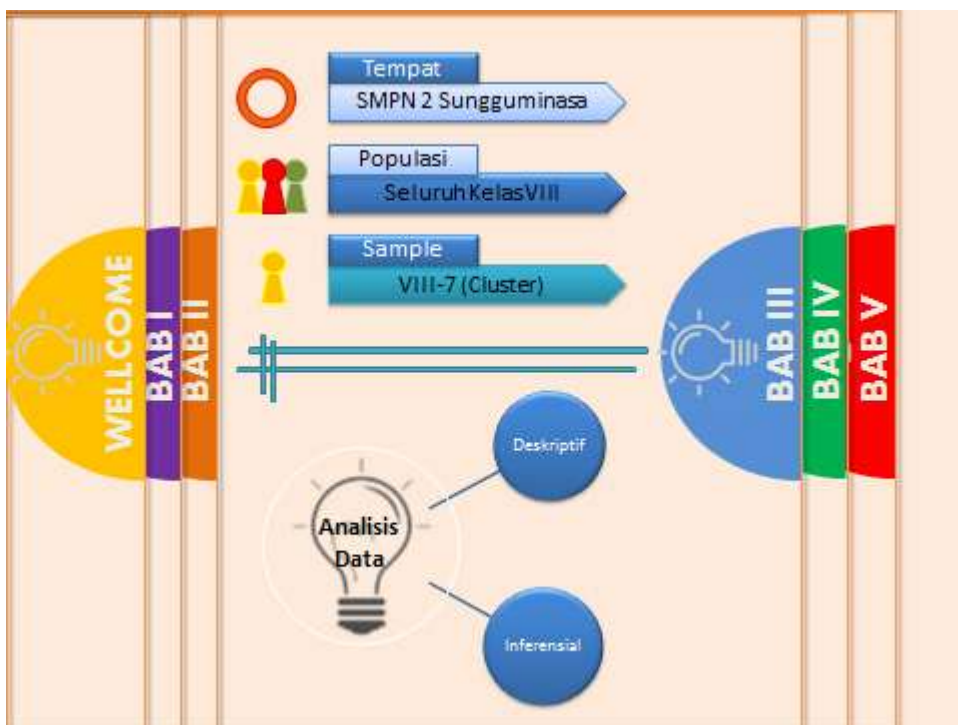 Tempat
SMPN 2 Sungguminasa
Populasi
Seluruh Kelas VIII
Sample
VIII-7 (Cluster)
WELLCOME
BAB I
BAB II
BAB III
BAB IV
BAB V
Deskriptif
Analisis
Data
Inferensial